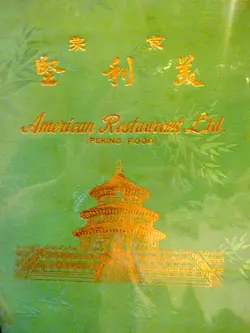 京菜
美利堅
American Restaurant Ltd.
(PEKING FOOD)